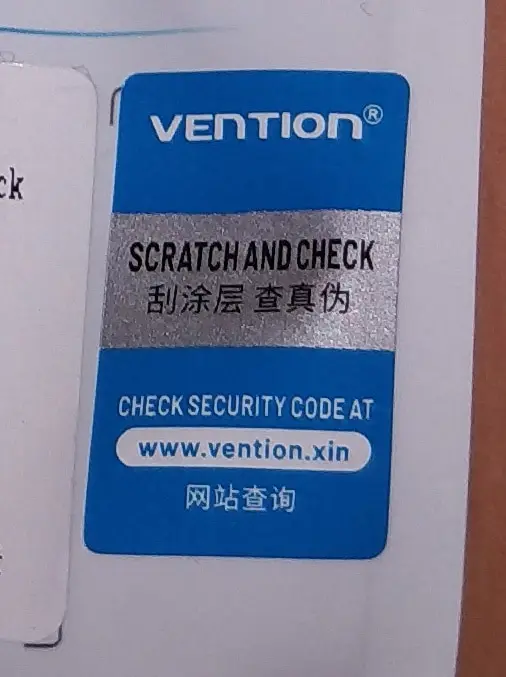 VENTION®
ck
SCRATCH AND CHECK
刮涂层 查真伪
CHECK SECURITY CODE AT
www.vention.xin
网站查询